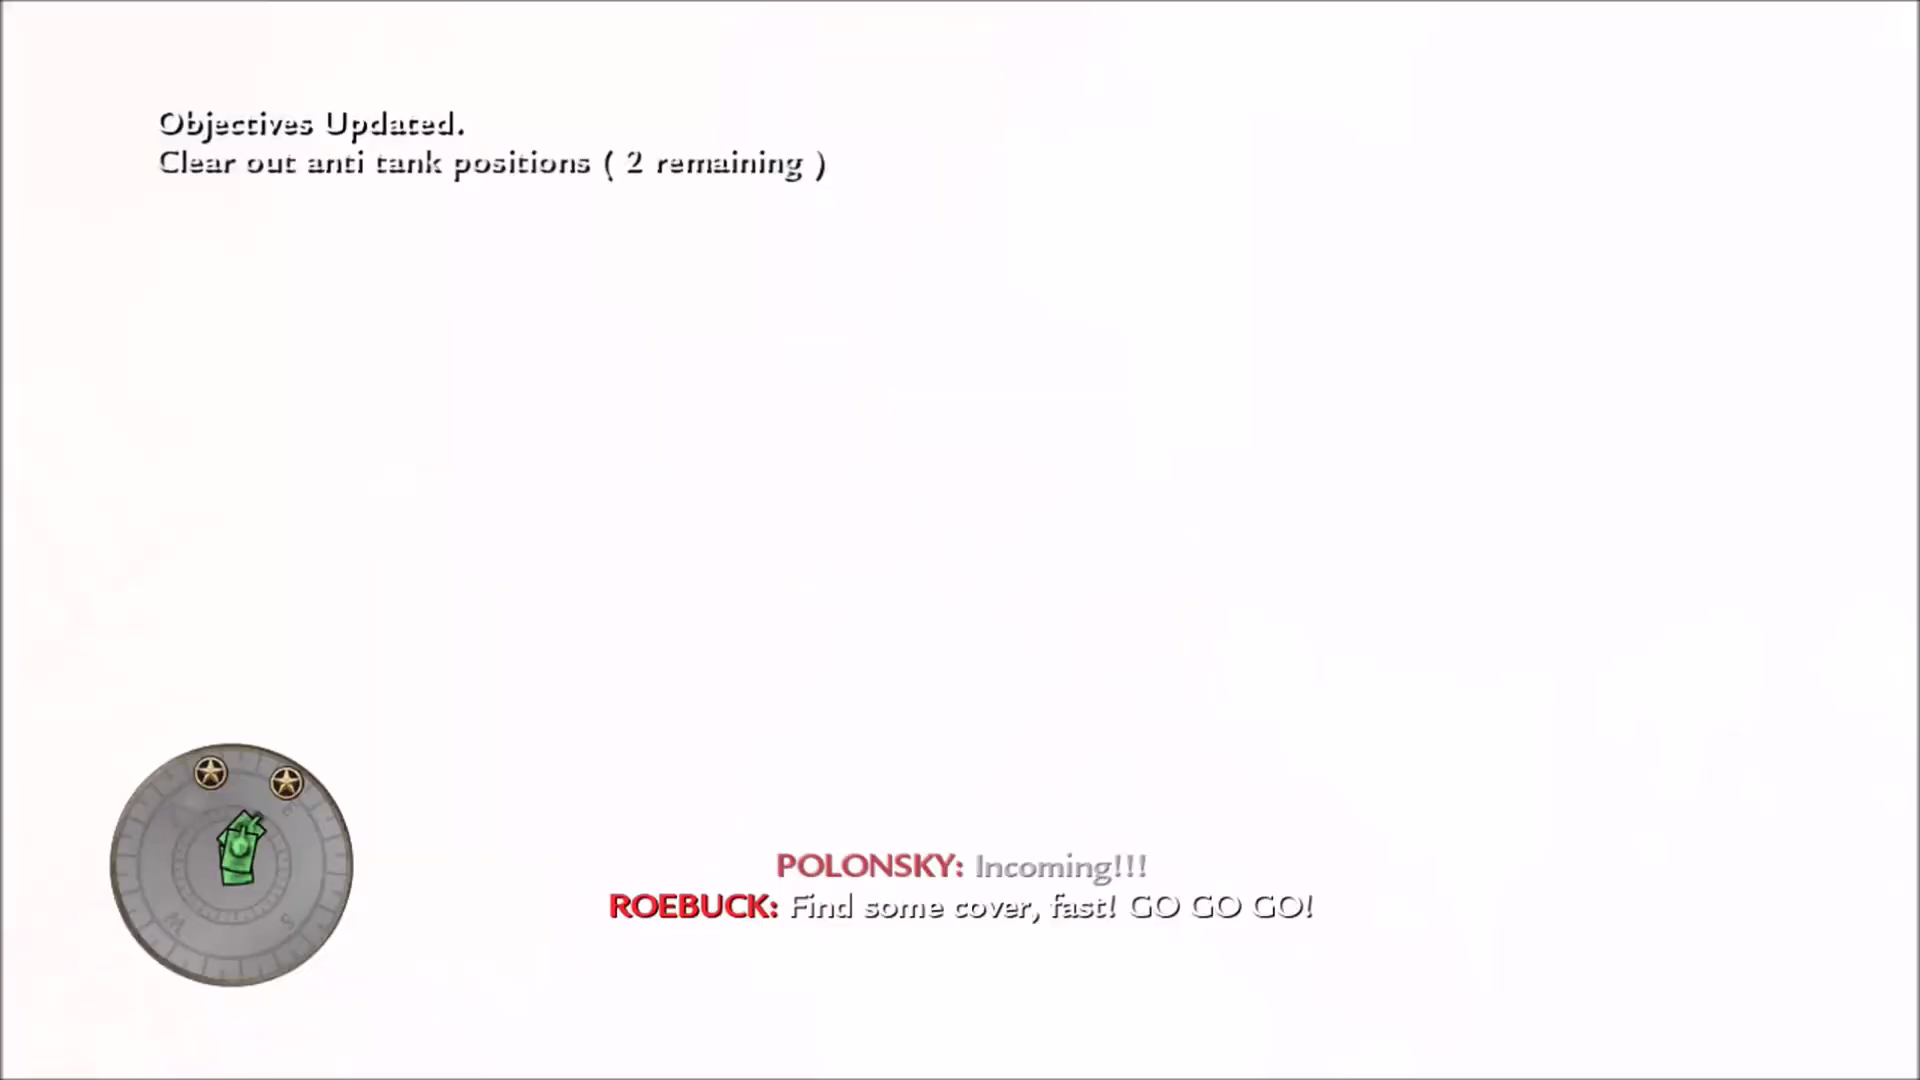 Objectives Updated.
Clear out anti tank positions ( 2 remaining )
E
W
S
POLONSKY: Incoming!!!
ROEBUCK: Find some cover, fast! GO GO GO!